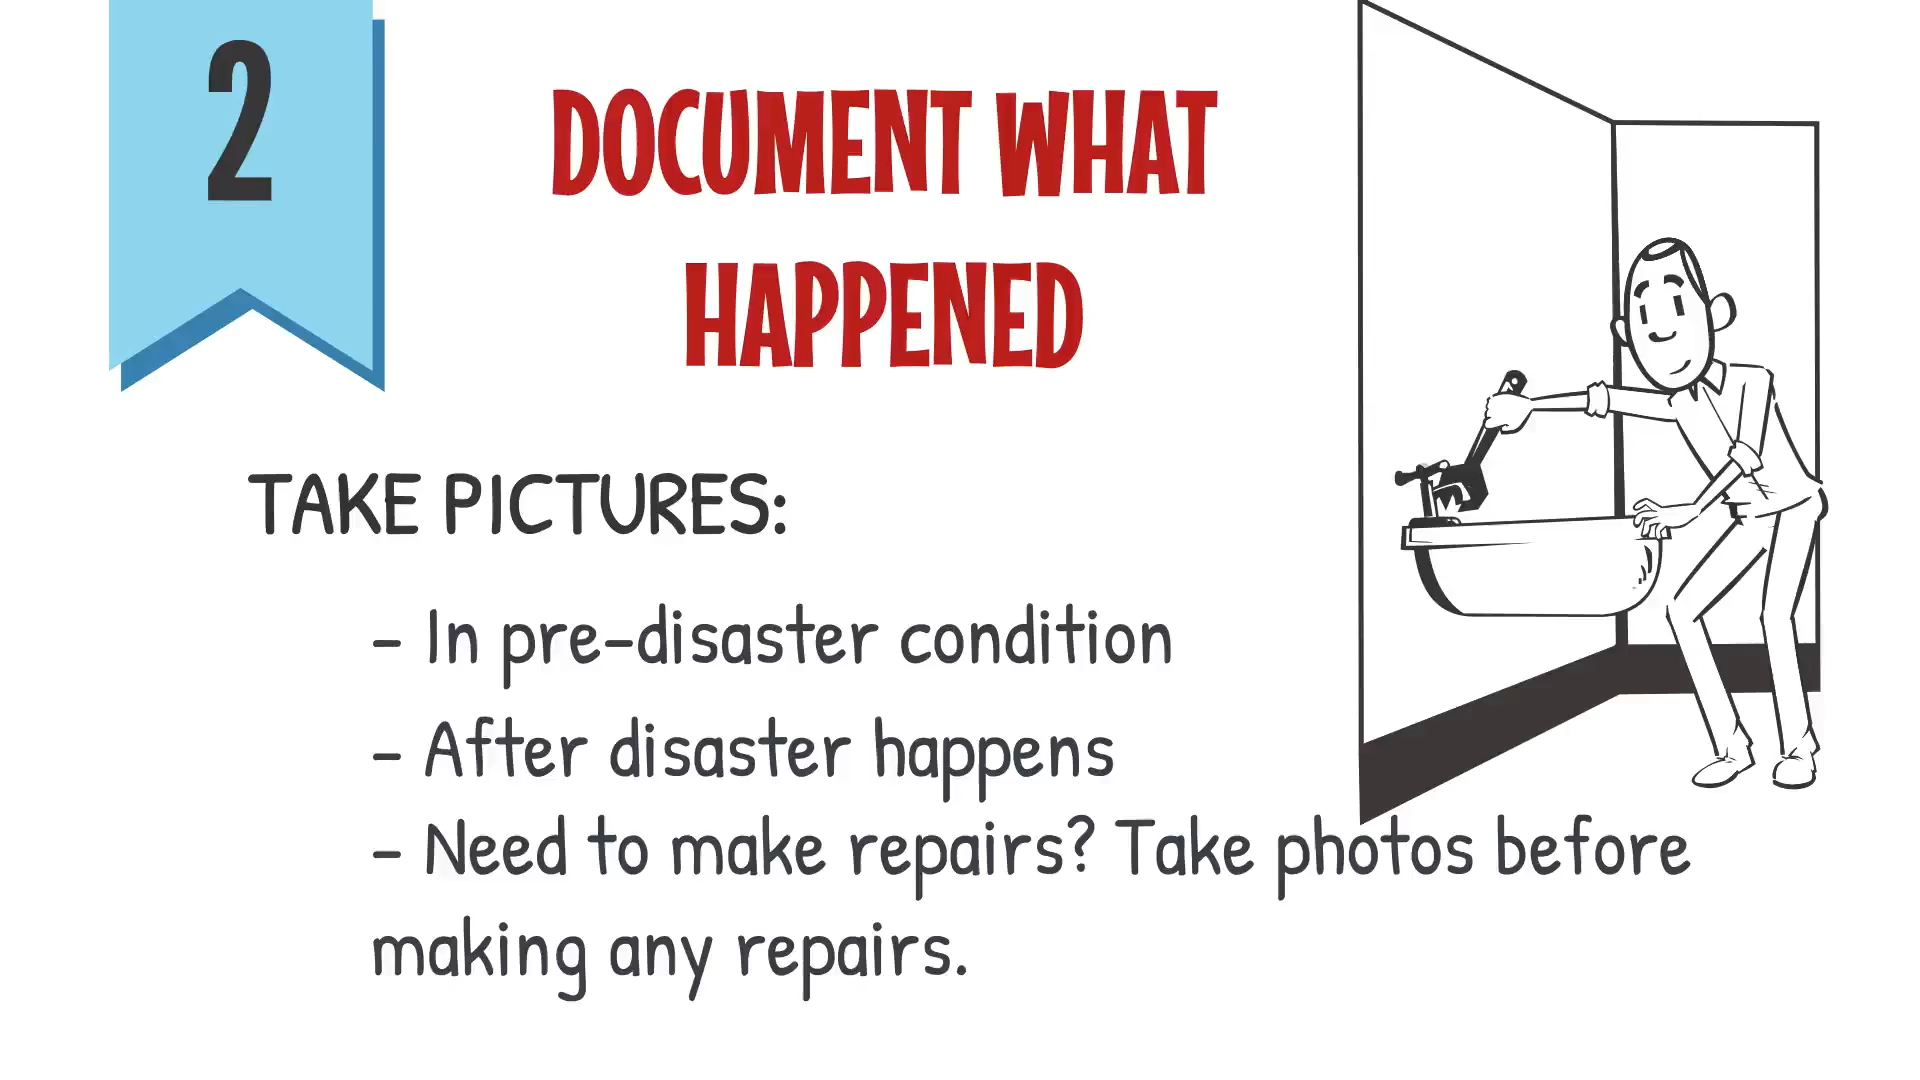 2
DOCUMENT WHAT
HAPPENED
TAKE PICTURES:
- In pre-disaster condition
- After disaster happens
- Need to make repairs? Take photos before
making any repairs.